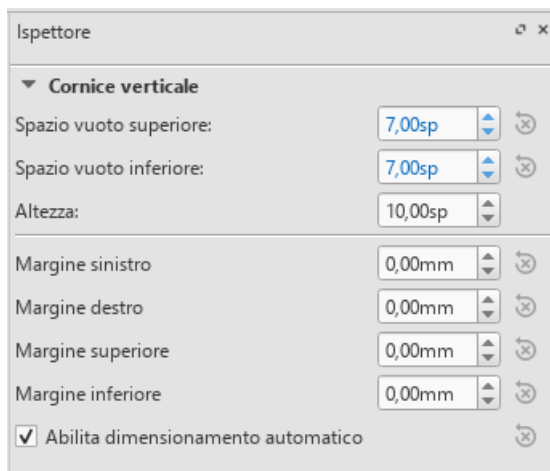 Ispettore
Cornice verticale
Spazio vuoto superiore: 7,00sp
Spazio vuoto inferiore: 7,00sp
Altezza: 10,00sp
Margine sinistro 0,00mm
Margine destro 0,00mm
Margine superiore 0,00mm
Margine inferiore 0,00mm
Abilita dimensionamento automatico